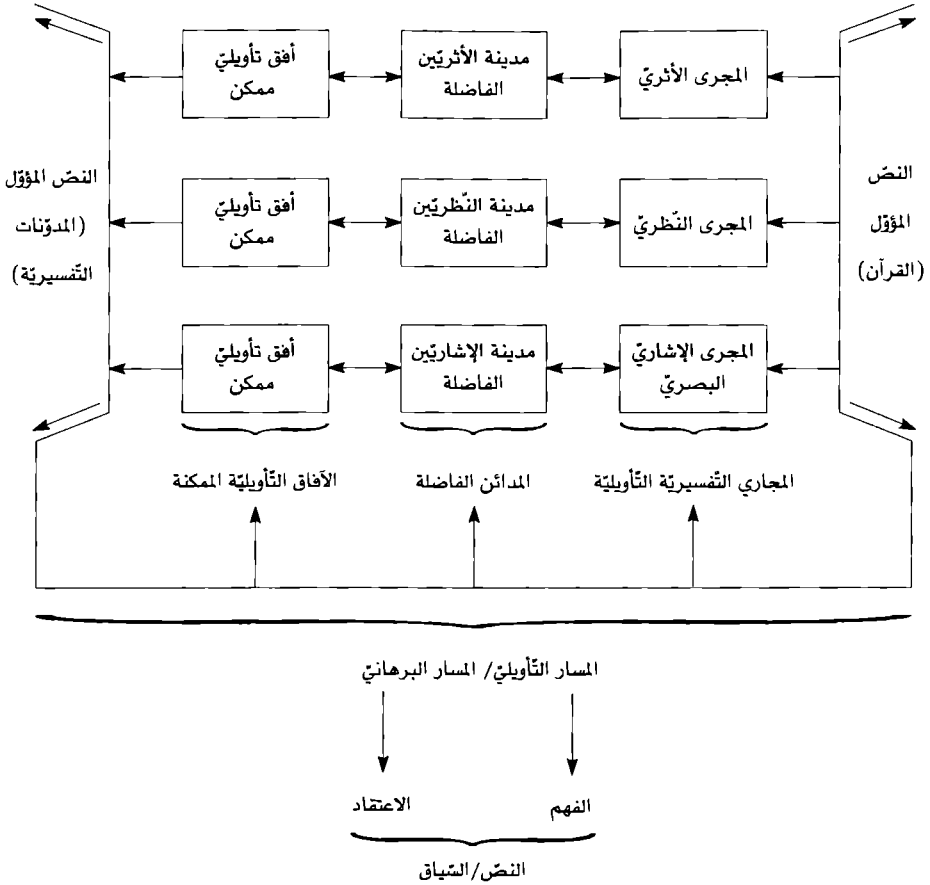 المجرى الأثريّ
مدينة الأثريّين
الفاضلة
أفق تأويليّ
ممكن
النصّ
المؤوّل
(القرآن)
المجرى النّظريّ
مدينة النّظريّين
الفاضلة
أفق تأويليّ
ممكن
النصّ المؤوّل
(المدوّنات
التّفسيريّة)
المجرى الإشاريّ
البصريّ
مدينة الإشاريّين
الفاضلة
أفق تأويليّ
ممكن
المجاري التّفسيريّة التّأويليّة
المدائن الفاضلة
الآفاق التّأويليّة الممكنة
المسار التّأويليّ/ المسار البرهانيّ
الفهم
الاعتقاد
النصّ/السّياق